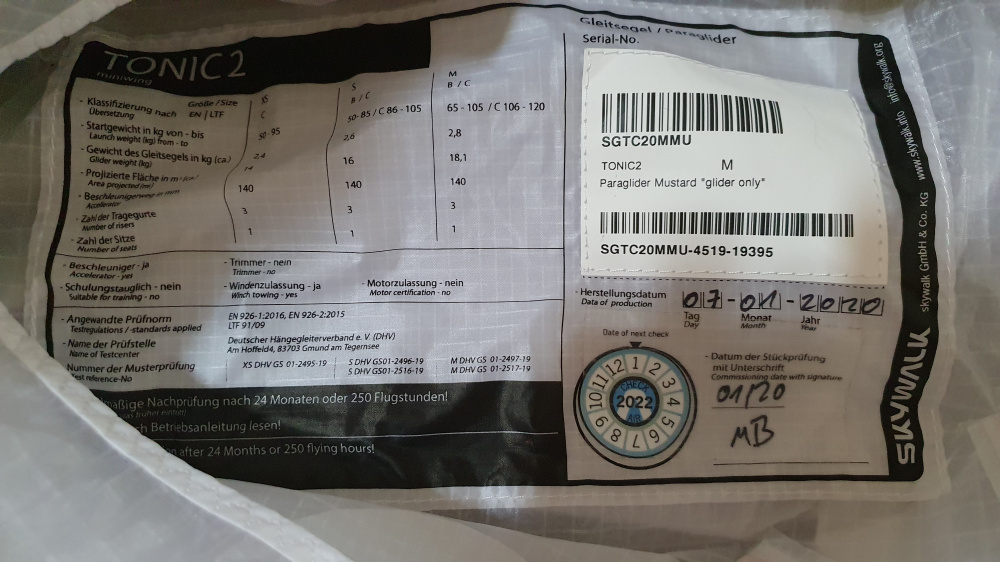 TONIC2
miniwing
- Klassifizierung nach Größe / Size
Übersetzung EN | LTF
XS S M
C B / C B / C
- Startgewicht in kg von - bis 50-95 50-85 / C 86 - 105 65 - 105 / C 106 - 120
Launch weight (kg) from - to
- Gewicht des Gleitsegels in kg (ca.) 2,4 2,6 2,8
Glider weight (kg)
- Projizierte Fläche in m² 16 18,1
Area projected (m²)
- Beschleunigerweg in mm 140 140 140
Accelerator
- Zahl der Tragegurte 3 3 3
Number of risers
- Zahl der Sitze 1 1 1
Number of seats
- Beschleuniger - ja - Trimmer - nein
Accelerator - yes Trimmer - no
- Schulungstauglich - nein - Windenzulassung - ja - Motorzulassung - nein
Suitable for training - no Winch towing - yes Motor certification - no
- Angewandte Prüfnorm EN 926-1:2016, EN 926-2:2015
Testregulations / -standards applied LTF 91/09
- Name der Prüfstelle Deutscher Hängegleiterverband e. V. (DHV)
Name of Testcenter Am Hoffeld4, 83703 Gmund am Tegernsee
Nummer der Musterprüfung XS DHV GS 01-2495-19 S DHV GS01-2496-19 M DHV GS 01-2497-19
Test reference-No S DHV GS01-2516-19 M DHV GS 01-2517-19
Nachprüfung nach 24 Monaten oder 250 Flugstunden!
Betriebsanleitung lesen!
after 24 Months or 250 flying hours!
Gleitsegel / Paraglider
Serial-No.
SGTC20MMU
TONIC2 M
Paraglider Mustard "glider only"
SGTC20MMU-4519-19395
- Herstellungsdatum 07-01-2020
Data of production Tag Monat Jahr
Day Month Year
Date of next check
1 2 3 4 5 6 7 8 9 10 11 12
CHECK
2022
AIR
- Datum der Stückprüfung
mit Unterschrift
Commissioning date with signature
01/20
MB
SKYWALK
skywalk GmbH & Co. KG www.skywalk.info info@skywalk.org